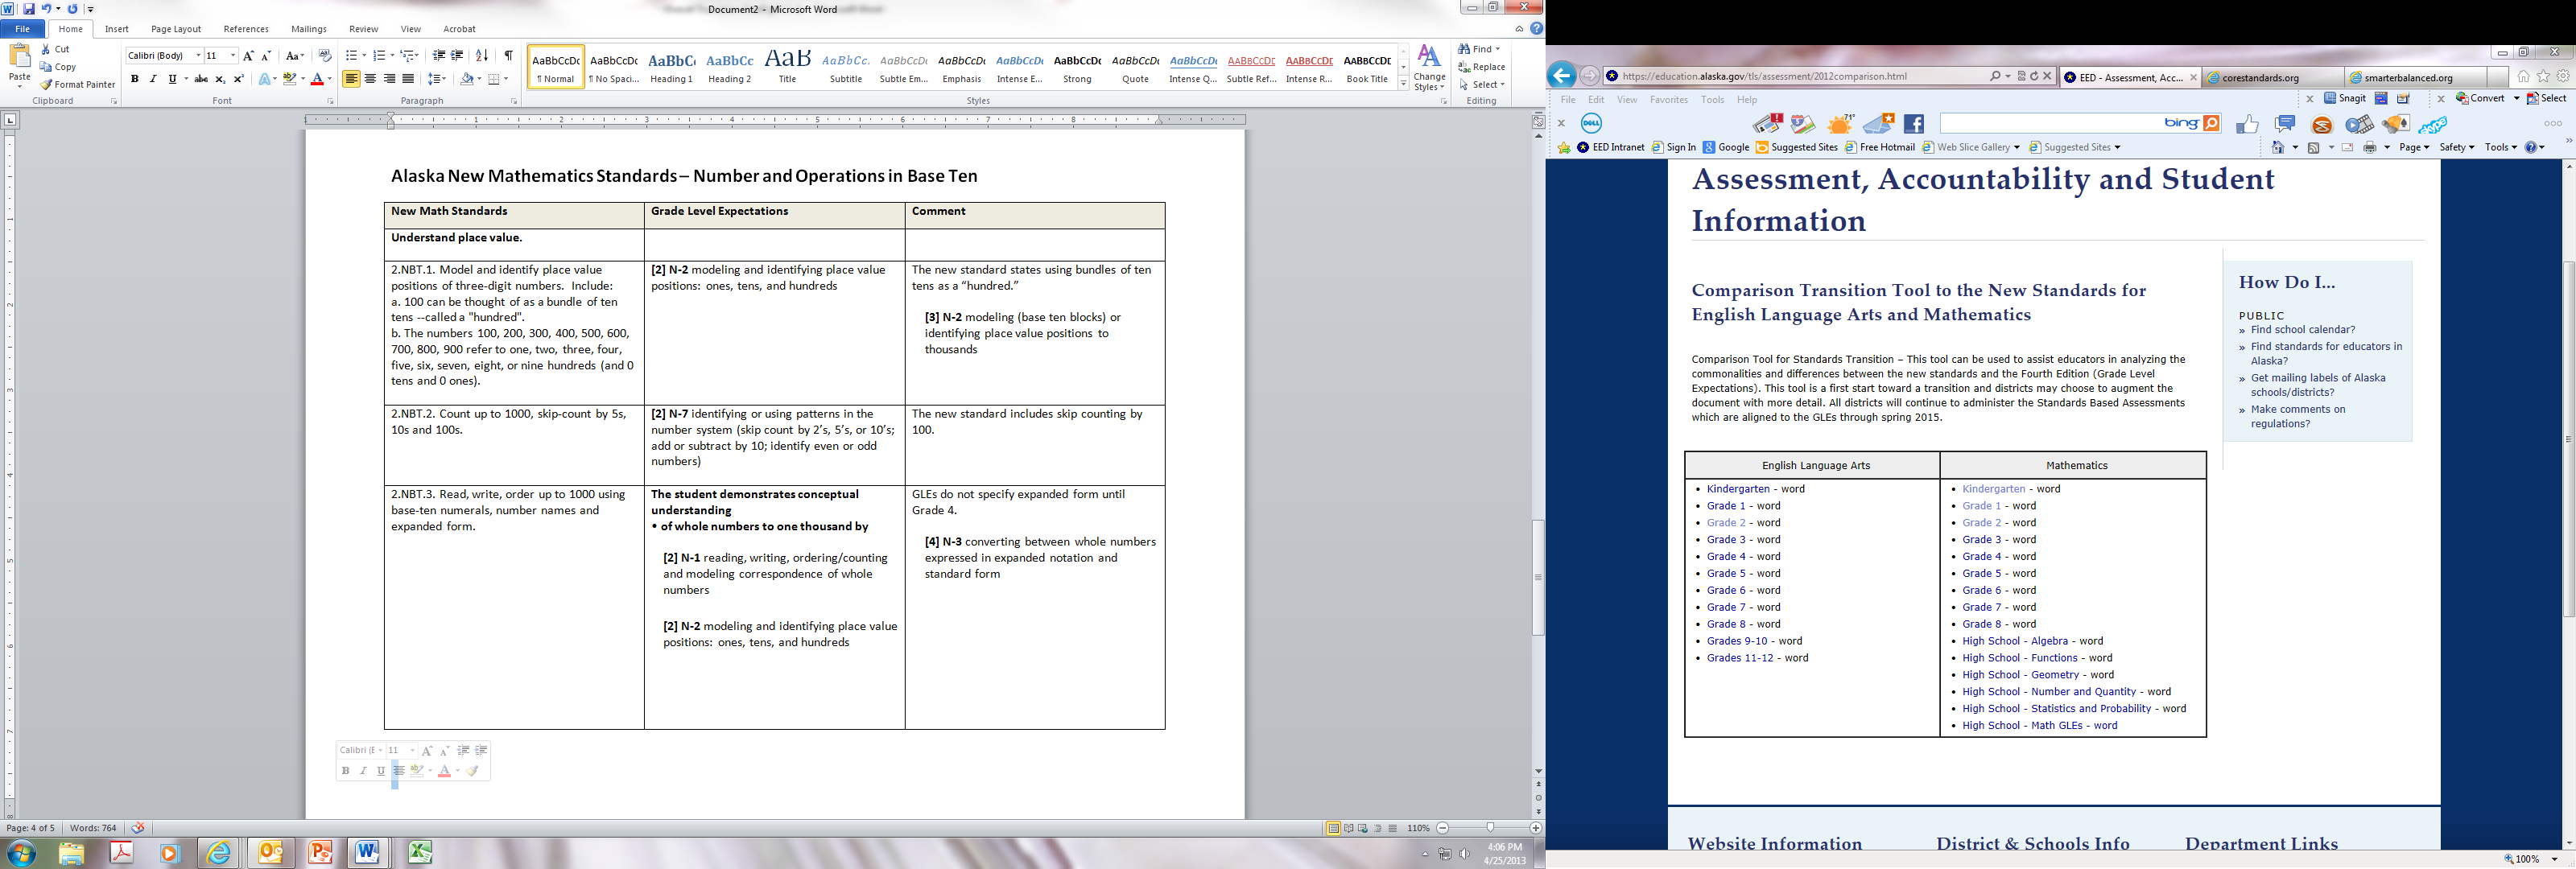 Document2 - Microsoft Word
File Home Insert Page Layout References Mailings Review View Acrobat
Paste
Cut
Copy
Format Painter
Clipboard
Calibri (Body) 11
Font
Paragraph
AaBbCcDc AaBbCcDc AaBbC AaBbCc AaB AaBbCc. AaBbCcDc AaBbCcDc AaBbCcDc AaBbCcDc AaBbCcDc AaBbCcDc AaBbCcDc AaBbCcDc AaBbCcDc
¶ Normal ¶ No Spaci... Heading 1 Heading 2 Title Subtitle Subtle Em... Emphasis Intense E... Strong Quote Intense Q... Subtle Ref... Intense R... Book Title
Change Styles
Styles
Find
Replace
Select
Editing
Alaska New Mathematics Standards – Number and Operations in Base Ten
New Math Standards
Grade Level Expectations
Comment
Understand place value.
2.NBT.1. Model and identify place value
positions of three-digit numbers. Include:
a. 100 can be thought of as a bundle of ten
tens --called a "hundred".
b. The numbers 100, 200, 300, 400, 500, 600,
700, 800, 900 refer to one, two, three, four,
five, six, seven, eight, or nine hundreds (and 0
tens and 0 ones).
[2] N-2 modeling and identifying place value
positions: ones, tens, and hundreds
The new standard states using bundles of ten
tens as a “hundred.”
[3] N-2 modeling (base ten blocks) or
identifying place value positions to
thousands
2.NBT.2. Count up to 1000, skip-count by 5s,
10s and 100s.
[2] N-7 identifying or using patterns in the
number system (skip count by 2’s, 5’s, or 10’s;
add or subtract by 10; identify even or odd
numbers)
The new standard includes skip counting by
100.
2.NBT.3. Read, write, order up to 1000 using
base-ten numerals, number names and
expanded form.
The student demonstrates conceptual
understanding
• of whole numbers to one thousand by
[2] N-1 reading, writing, ordering/counting
and modeling correspondence of whole
numbers
[2] N-2 modeling and identifying place value
positions: ones, tens, and hundreds
GLEs do not specify expanded form until
Grade 4.
[4] N-3 converting between whole numbers
expressed in expanded notation and
standard form
Page: 4 of 5 Words: 764
110%
4:06 PM
4/25/2013
https://education.alaska.gov/tls/assessment/2012comparison.html
EED - Assessment, Acc...
corestandards.org
smarterbalanced.org
File Edit View Favorites Tools Help
Snagit
Convert
Select
DELL
71°
bing
EED Intranet Sign In Google Suggested Sites Free Hotmail Web Slice Gallery Suggested Sites
Page Safety Tools
Assessment, Accountability and Student
Information
Comparison Transition Tool to the New Standards for
English Language Arts and Mathematics
Comparison Tool for Standards Transition – This tool can be used to assist educators in analyzing the
commonalities and differences between the new standards and the Fourth Edition (Grade Level
Expectations). This tool is a first start toward a transition and districts may choose to augment the
document with more detail. All districts will continue to administer the Standards Based Assessments
which are aligned to the GLEs through spring 2015.
How Do I...
PUBLIC
» Find school calendar?
» Find standards for educators in
Alaska?
» Get mailing labels of Alaska
schools/districts?
» Make comments on
regulations?
English Language Arts
• Kindergarten - word
• Grade 1 - word
• Grade 2 - word
• Grade 3 - word
• Grade 4 - word
• Grade 5 - word
• Grade 6 - word
• Grade 7 - word
• Grade 8 - word
• Grades 9-10 - word
• Grades 11-12 - word
Mathematics
• Kindergarten - word
• Grade 1 - word
• Grade 2 - word
• Grade 3 - word
• Grade 4 - word
• Grade 5 - word
• Grade 6 - word
• Grade 7 - word
• Grade 8 - word
• High School - Algebra - word
• High School - Functions - word
• High School - Geometry - word
• High School - Number and Quantity - word
• High School - Statistics and Probability - word
• High School - Math GLEs - word
Website Information
District & Schools Info
Department Links
100%